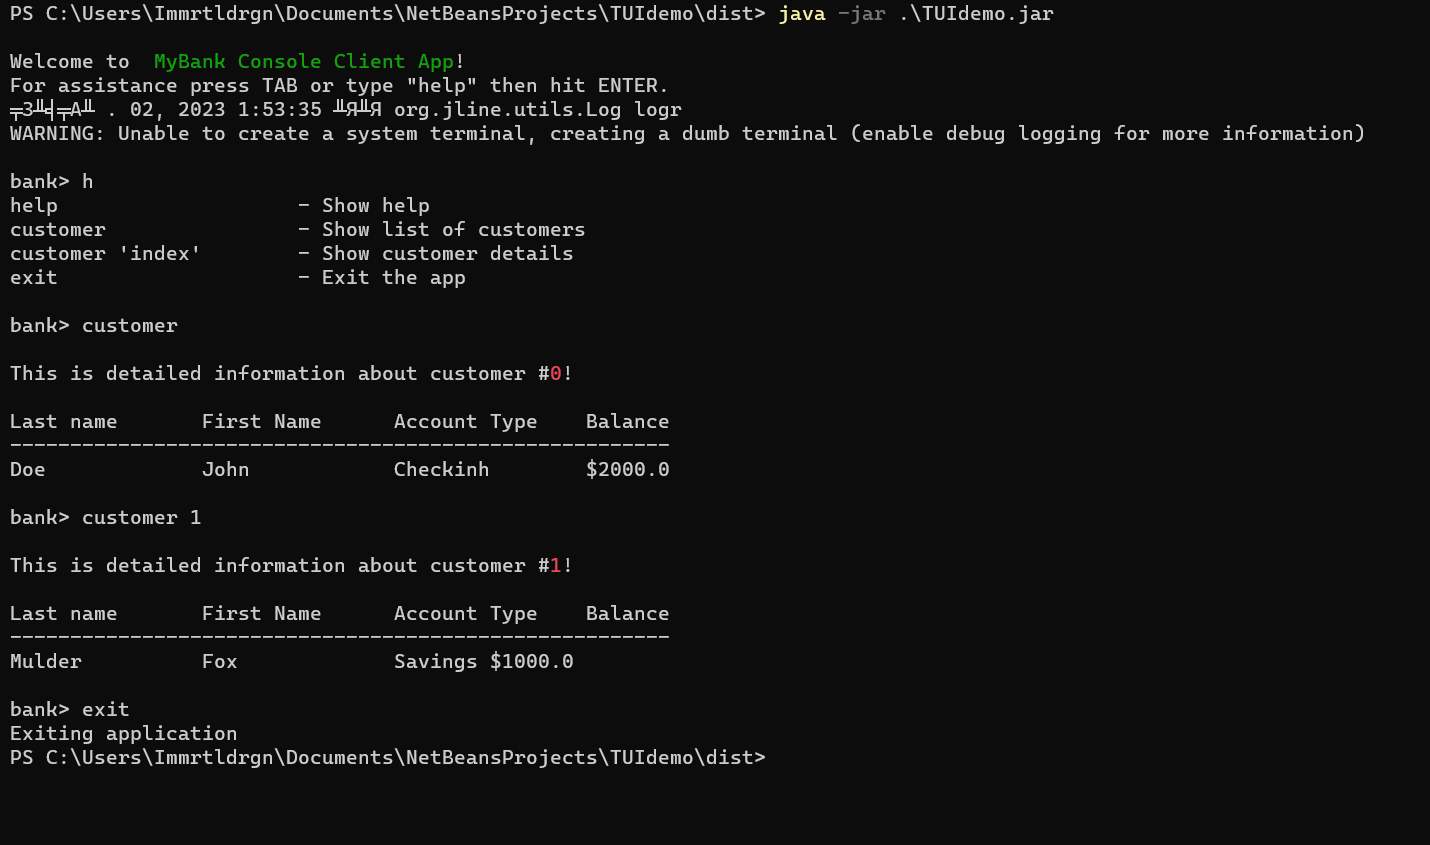 PS C:\Users\Immrtldrgn\Documents\NetBeansProjects\TUIdemo\dist> java -jar .\TUIdemo.jar
Welcome to  MyBank Console Client App!
For assistance press TAB or type "help" then hit ENTER.
╤З╨╡╤А╨ . 02, 2023 1:53:35 ╨Я╨Я org.jline.utils.Log logr
WARNING: Unable to create a system terminal, creating a dumb terminal (enable debug logging for more information)
bank> h
help                    - Show help
customer                - Show list of customers
customer 'index'        - Show customer details
exit                    - Exit the app
bank> customer
This is detailed information about customer #0!
Last name       First Name      Account Type    Balance
-------------------------------------------------------
Doe             John            Checkinh        $2000.0
bank> customer 1
This is detailed information about customer #1!
Last name       First Name      Account Type    Balance
-------------------------------------------------------
Mulder          Fox             Savings $1000.0
bank> exit
Exiting application
PS C:\Users\Immrtldrgn\Documents\NetBeansProjects\TUIdemo\dist>